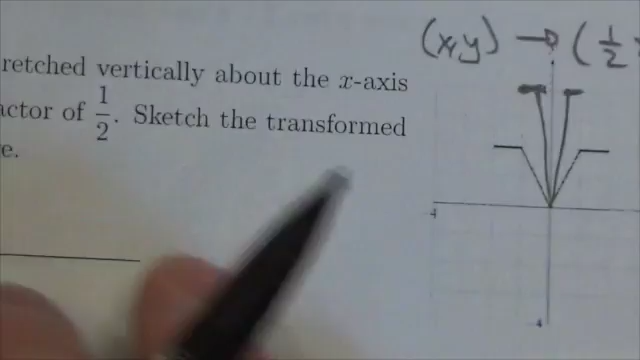 (x,y) → (1/2
retched vertically about the x-axis
actor of 1/2. Sketch the transformed
e.
-4
-4